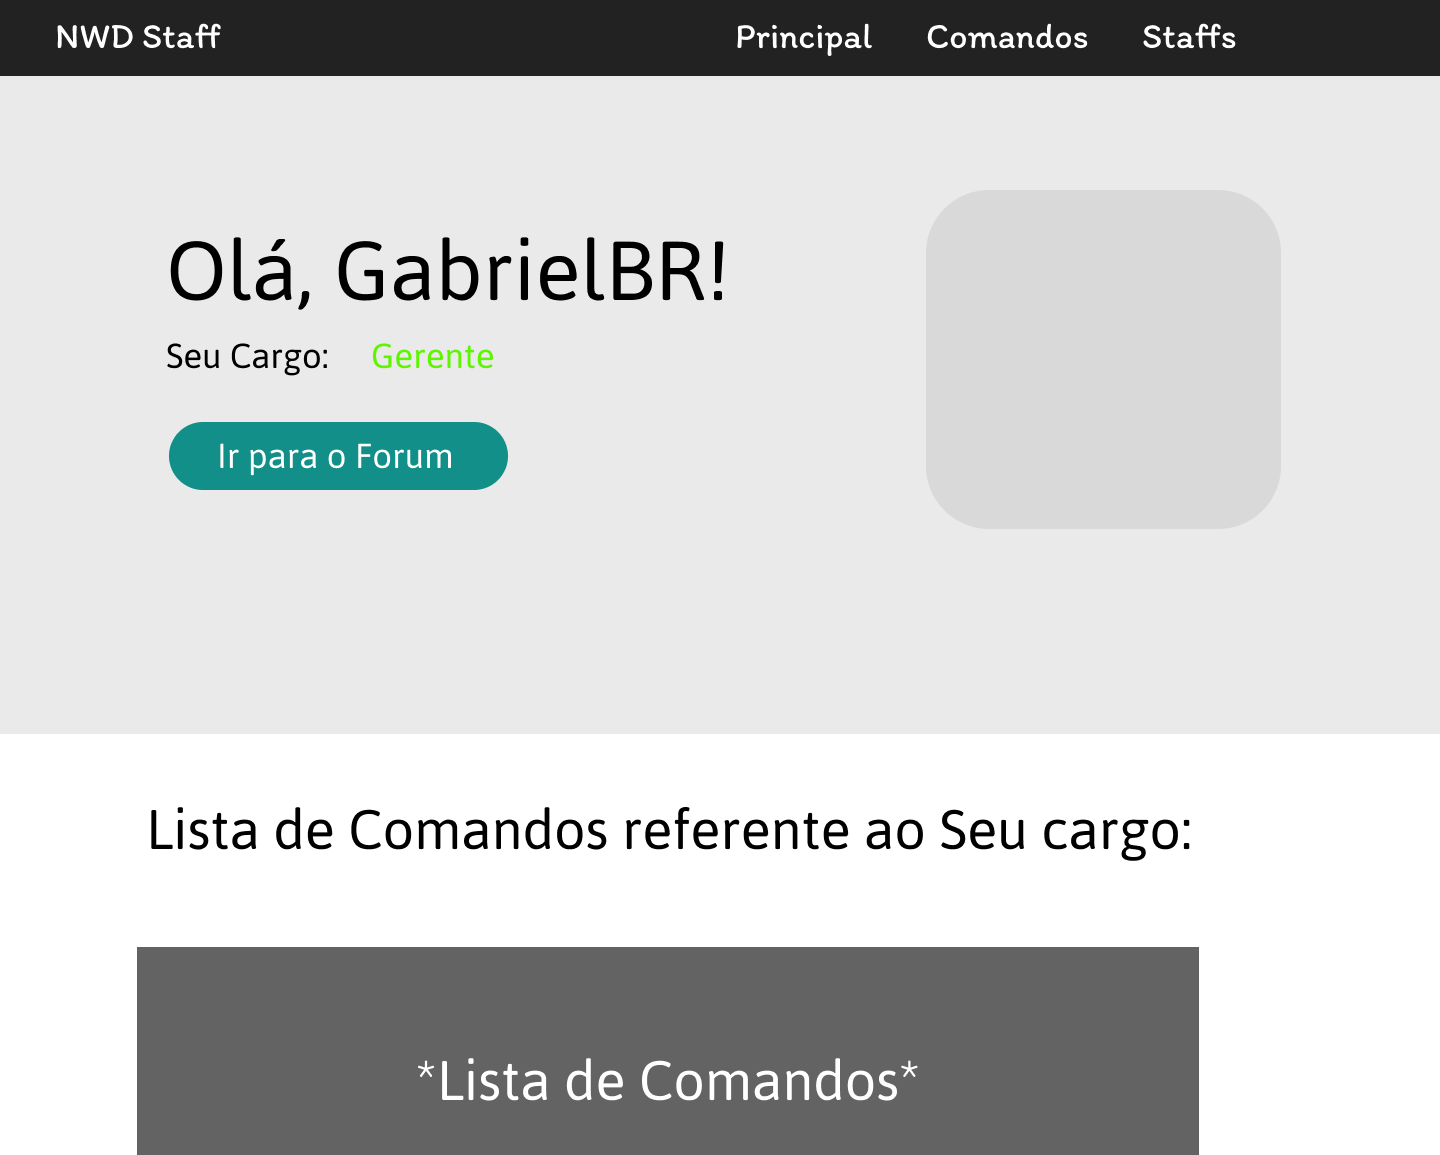 NWD Staff Principal Comandos Staffs
Olá, GabrielBR!
Seu Cargo: Gerente
Ir para o Forum
Lista de Comandos referente ao Seu cargo:
*Lista de Comandos*